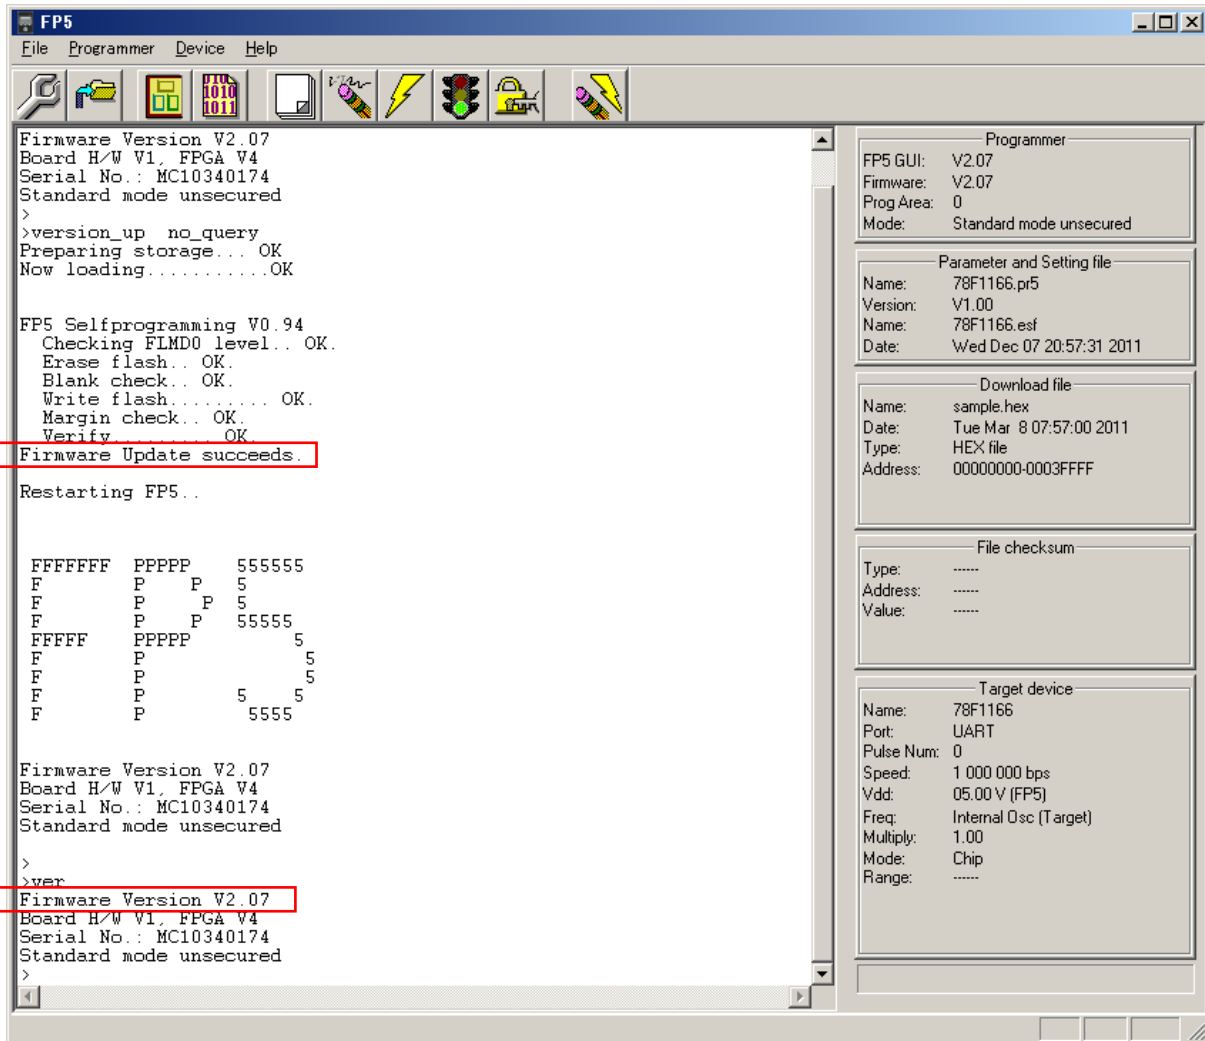 FP5
File Programmer Device Help
Firmware Version V2.07
Board H/W V1, FPGA V4
Serial No.: MC10340174
Standard mode unsecured
>
>version_up  no_query
Preparing storage... OK
Now loading...........OK
FP5 Selfprogramming V0.94
  Checking FLMD0 level.. OK.
  Erase flash.. OK.
  Blank check.. OK.
  Write flash......... OK.
  Margin check.. OK.
  Verify......... OK.
Firmware Update succeeds.
Restarting FP5..
 FFFFFFF  PPPPP    555555
 F        P    P   5
 F        P     P  5
 F        P    P   55555
 FFFFF    PPPPP         5
 F        P              5
 F        P              5
 F        P        5    5
 F        P         5555
Firmware Version V2.07
Board H/W V1, FPGA V4
Serial No.: MC10340174
Standard mode unsecured
>
>ver
Firmware Version V2.07
Board H/W V1, FPGA V4
Serial No.: MC10340174
Standard mode unsecured
>
Programmer
FP5 GUI: V2.07
Firmware: V2.07
Prog Area: 0
Mode: Standard mode unsecured
Parameter and Setting file
Name: 78F1166.pr5
Version: V1.00
Name: 78F1166.esf
Date: Wed Dec 07 20:57:31 2011
Download file
Name: sample.hex
Date: Tue Mar  8 07:57:00 2011
Type: HEX file
Address: 00000000-0003FFFF
File checksum
Type: ------
Address: ------
Value: ------
Target device
Name: 78F1166
Port: UART
Pulse Num: 0
Speed: 1 000 000 bps
Vdd: 05.00 V (FP5)
Freq: Internal Osc (Target)
Multiply: 1.00
Mode: Chip
Range: ------